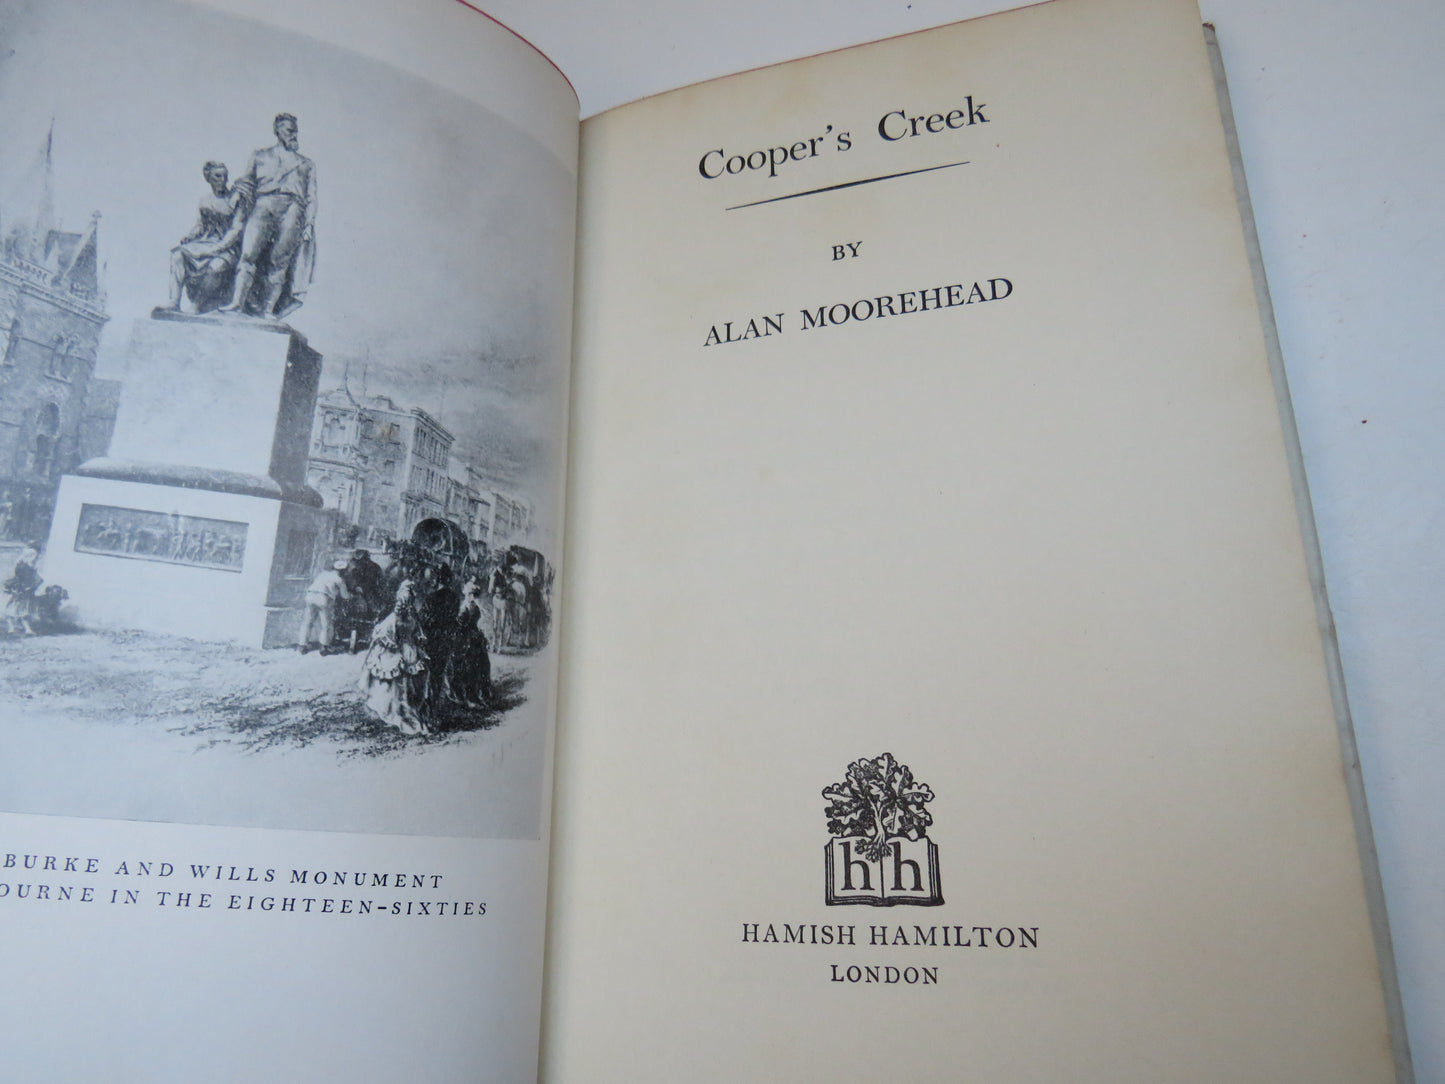 BURKE AND WILLS MONUMENT
OURNE IN THE EIGHTEEN-SIXTIES
Cooper's Creek
BY
ALAN MOOREHEAD
h h
HAMISH HAMILTON
LONDON